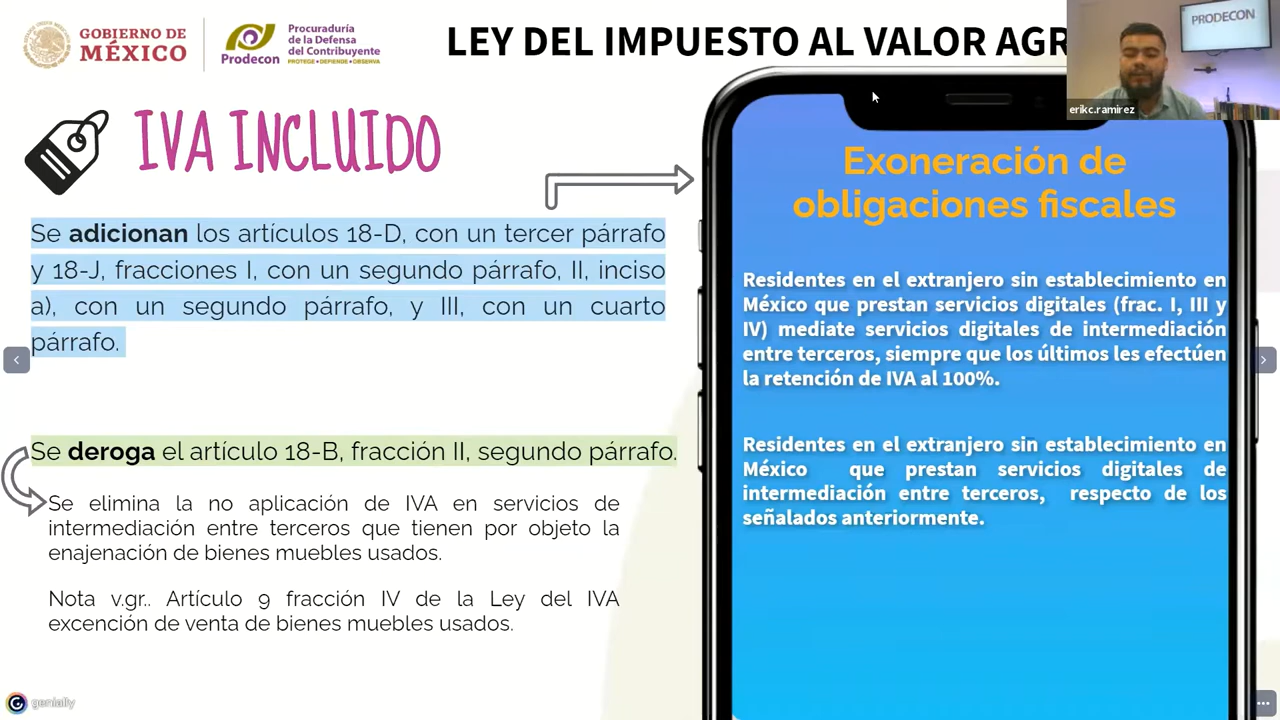 GOBIERNO DE
MÉXICO
Prodecon
Procuraduría
de la Defensa
del Contribuyente
PROTEGE • DEFIENDE • OBSERVA
LEY DEL IMPUESTO AL VALOR AGR
PRODECON
erikc.ramirez
IVA INCLUIDO
Se adicionan los artículos 18-D, con un tercer párrafo
y 18-J, fracciones I, con un segundo párrafo, II, inciso
a), con un segundo párrafo, y III, con un cuarto
párrafo.
Se deroga el artículo 18-B, fracción II, segundo párrafo.
Se elimina la no aplicación de IVA en servicios de
intermediación entre terceros que tienen por objeto la
enajenación de bienes muebles usados.
Nota v.gr.. Artículo 9 fracción IV de la Ley del IVA
excención de venta de bienes muebles usados.
Exoneración de
obligaciones fiscales
Residentes en el extranjero sin establecimiento en
México que prestan servicios digitales (frac. I, III y
IV) mediate servicios digitales de intermediación
entre terceros, siempre que los últimos les efectúen
la retención de IVA al 100%.
Residentes en el extranjero sin establecimiento en
México que prestan servicios digitales de
intermediación entre terceros, respecto de los
señalados anteriormente.
genially